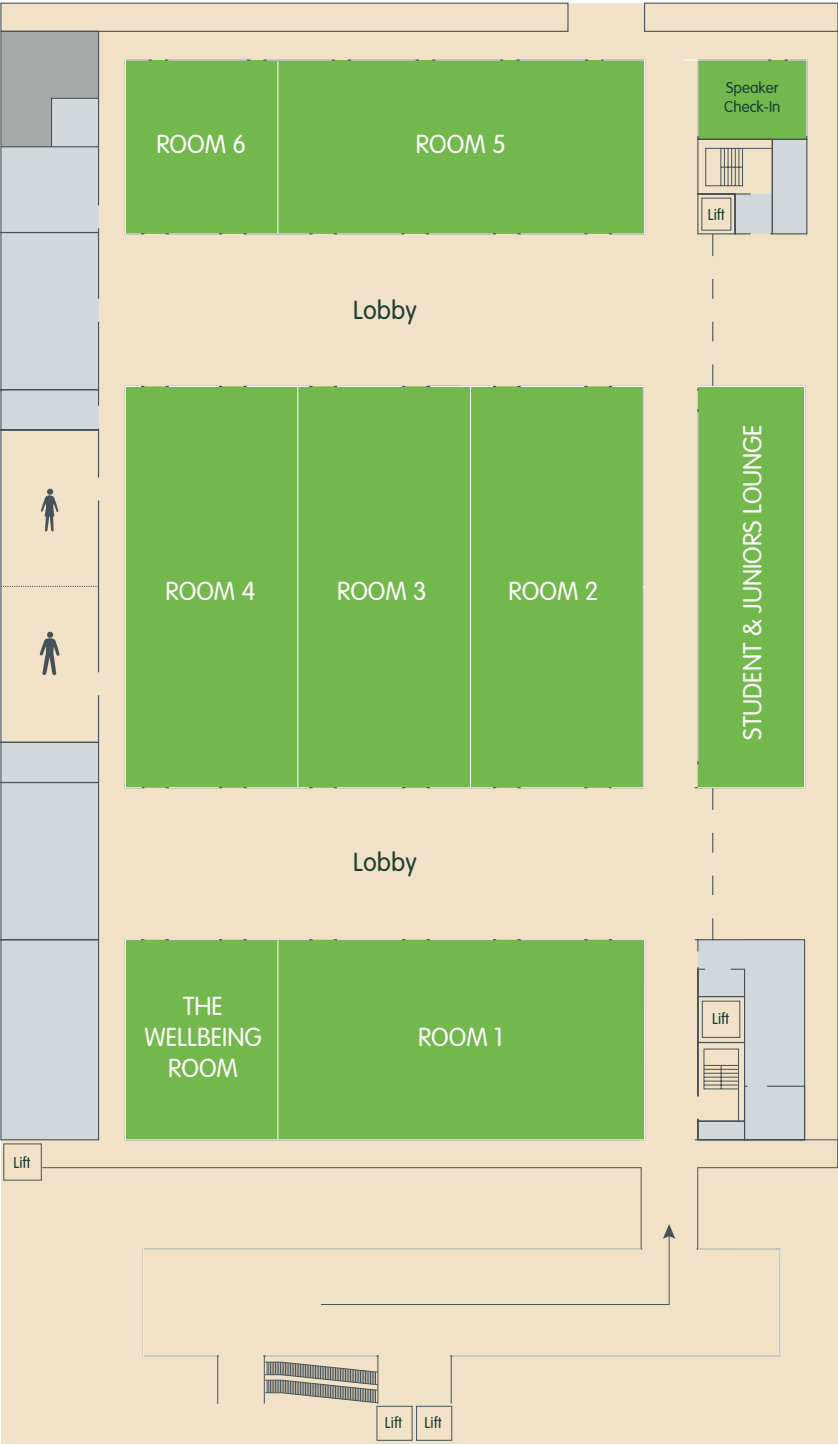 Speaker
Check-In
ROOM 6
ROOM 5
Lift
Lobby
STUDENT & JUNIORS LOUNGE
ROOM 4
ROOM 3
ROOM 2
Lobby
THE
WELLBEING
ROOM
ROOM 1
Lift
Lift
Lift
Lift